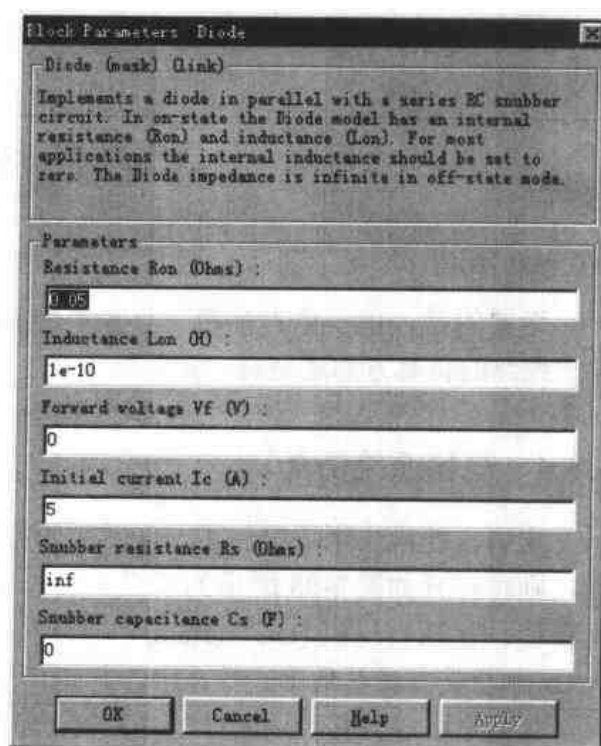 Block Parameters Diode
Diode (mask) (link)
Implements a diode in parallel with a series RC snubber
circuit. In on-state the Diode model has an internal
resistance (Ron) and inductance (Lon). For most
applications the internal inductance should be set to
zero. The Diode impedance is infinite in off-state mode.
Parameters
Resistance Ron (Ohms) :
0.05
Inductance Lon (H) :
1e-10
Forward voltage Vf (V) :
0
Initial current Ic (A) :
5
Snubber resistance Rs (Ohms) :
inf
Snubber capacitance Cs (F) :
0
OK
Cancel
Help
Apply